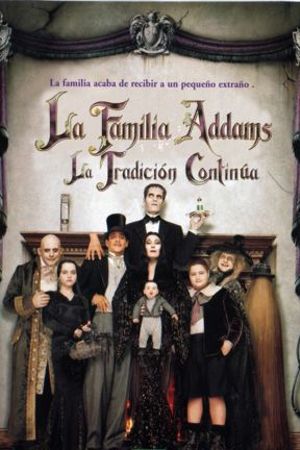 La familia acaba de recibir a un pequeño extraño .
La Familia Addams
La Tradición Continúa